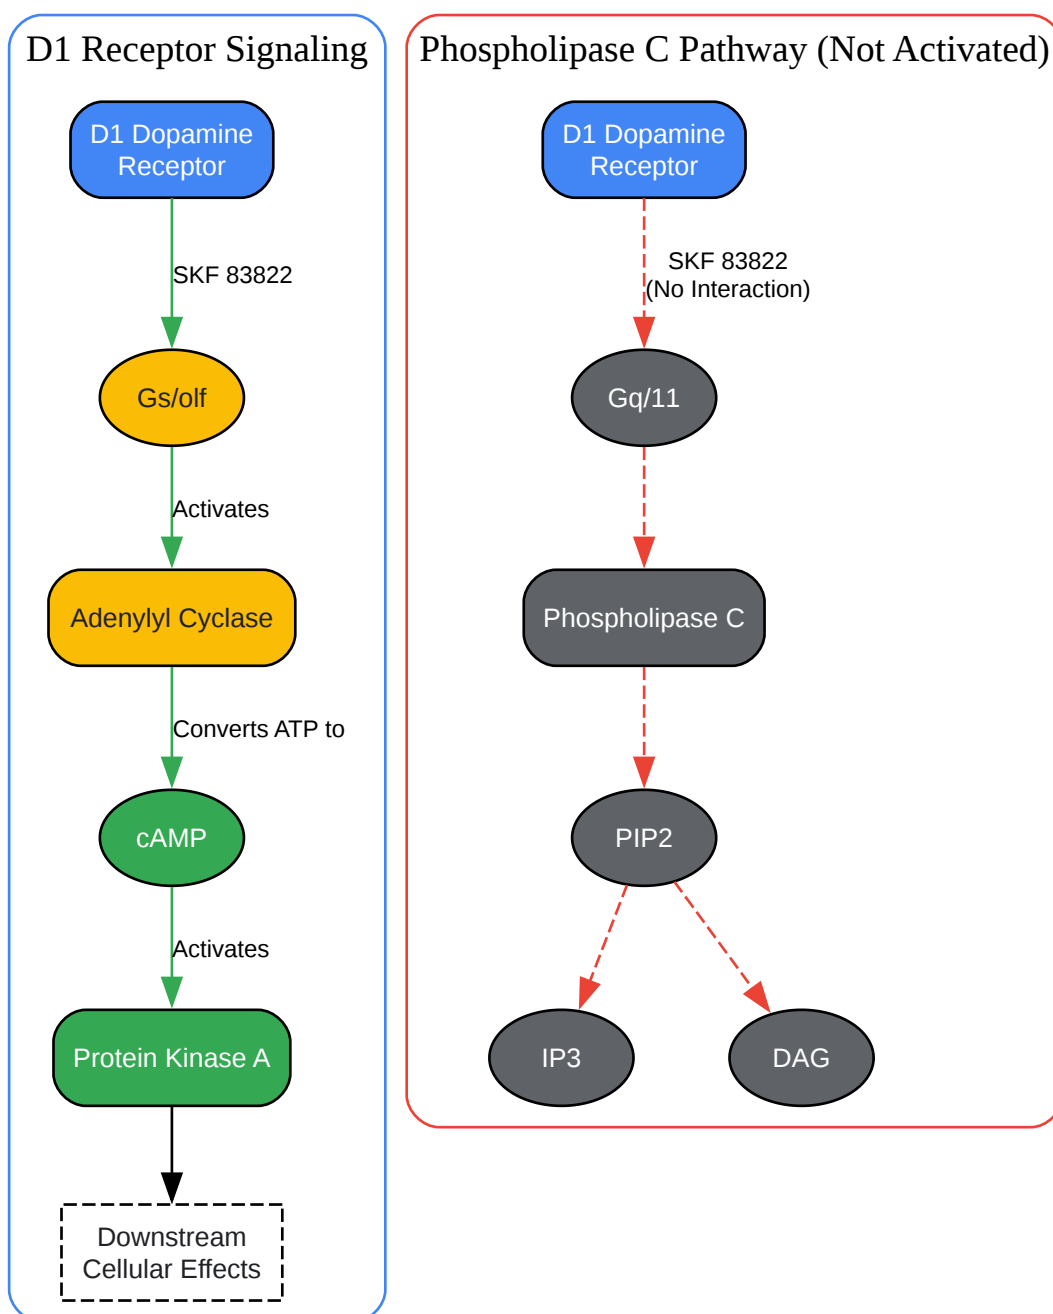 D1 Receptor Signaling
D1 Dopamine
Receptor
SKF 83822
Gs/olf
Activates
Adenylyl Cyclase
Converts ATP to
cAMP
Activates
Protein Kinase A
Downstream
Cellular Effects
Phospholipase C Pathway (Not Activated)
D1 Dopamine
Receptor
SKF 83822
(No Interaction)
Gq/11
Phospholipase C
PIP2
IP3
DAG